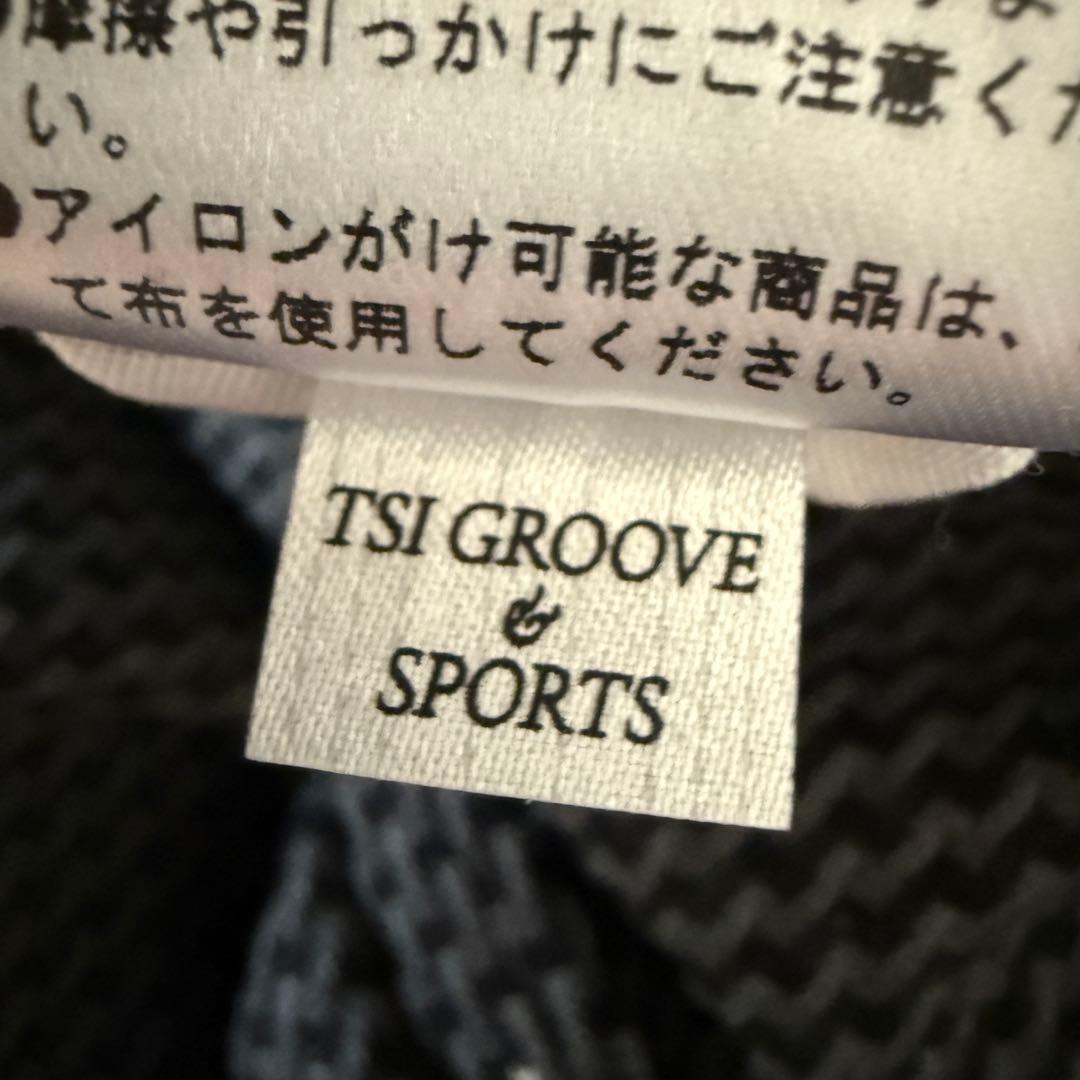 摩擦や引っかけにご注意くだ
い。
●アイロンがけ可能な商品は、
て布を使用してください。
TSI GROOVE
&
SPORTS